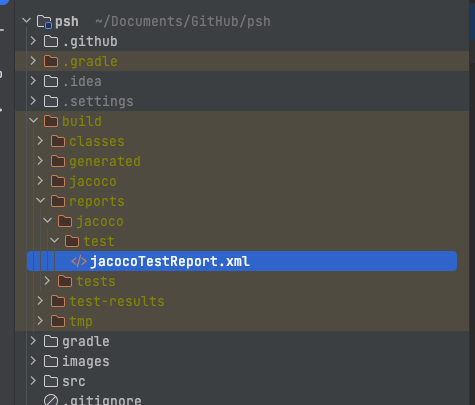 psh ~/Documents/GitHub/psh
.github
.gradle
.idea
.settings
build
classes
generated
jacoco
reports
jacoco
test
</> jacocoTestReport.xml
tests
test-results
tmp
gradle
images
src
.gitignore